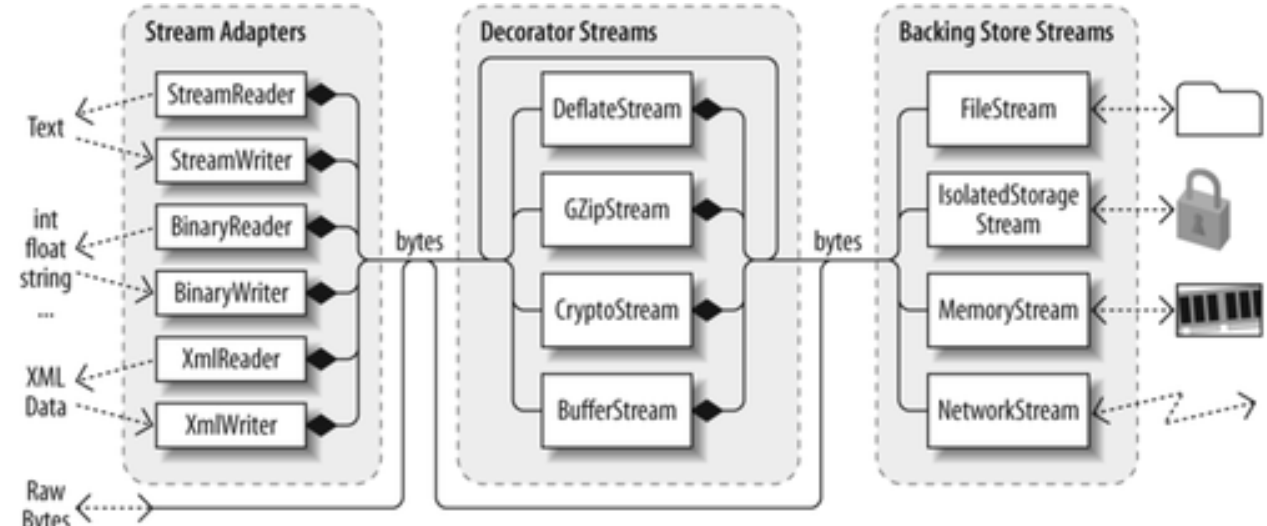 Stream Adapters
StreamReader
StreamWriter
BinaryReader
BinaryWriter
XmlReader
XmlWriter
Text
int
float
string
...
XML
Data
Raw
Bytes
bytes
Decorator Streams
DeflateStream
GZipStream
CryptoStream
BufferStream
bytes
Backing Store Streams
FileStream
IsolatedStorage
Stream
MemoryStream
NetworkStream